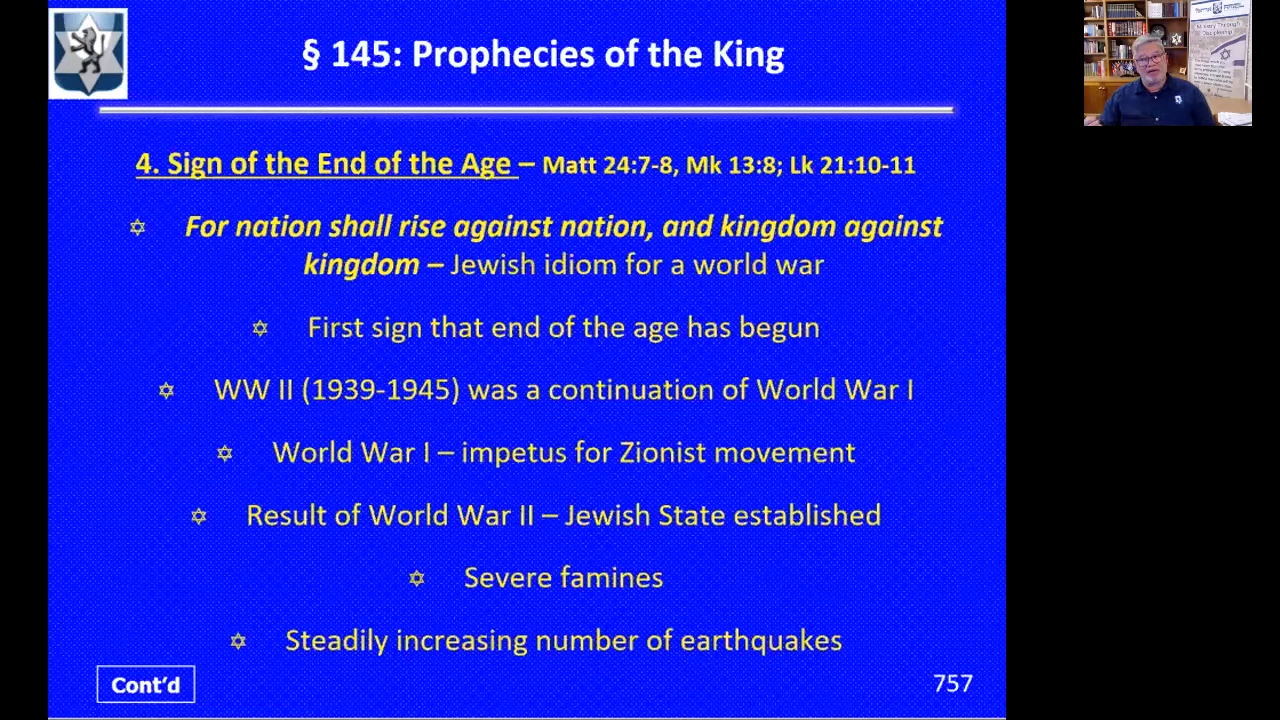 § 145: Prophecies of the King
4. Sign of the End of the Age – Matt 24:7-8, Mk 13:8; Lk 21:10-11
✡ For nation shall rise against nation, and kingdom against
kingdom – Jewish idiom for a world war
✡ First sign that end of the age has begun
✡ WW II (1939-1945) was a continuation of World War I
✡ World War I – impetus for Zionist movement
✡ Result of World War II – Jewish State established
✡ Severe famines
✡ Steadily increasing number of earthquakes
Cont’d
757
Ministry Through
Discipleship